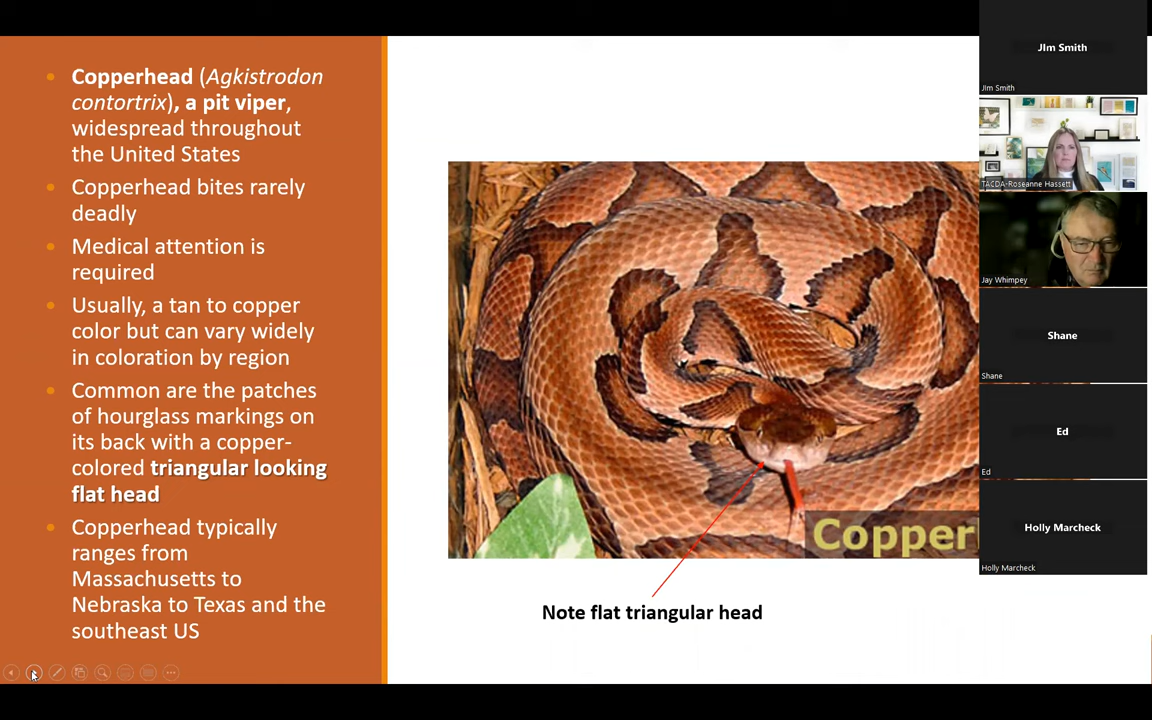 Copperhead (Agkistrodon
contortrix), a pit viper,
widespread throughout
the United States
Copperhead bites rarely
deadly
Medical attention is
required
Usually, a tan to copper
color but can vary widely
in coloration by region
Common are the patches
of hourglass markings on
its back with a copper-
colored triangular looking
flat head
Copperhead typically
ranges from
Massachusetts to
Nebraska to Texas and the
southeast US
Copper
Note flat triangular head
JIm Smith
JIm Smith
TACDA-Roseanne Hassett
Jay Whimpey
Shane
Shane
Ed
Ed
Holly Marcheck
Holly Marcheck